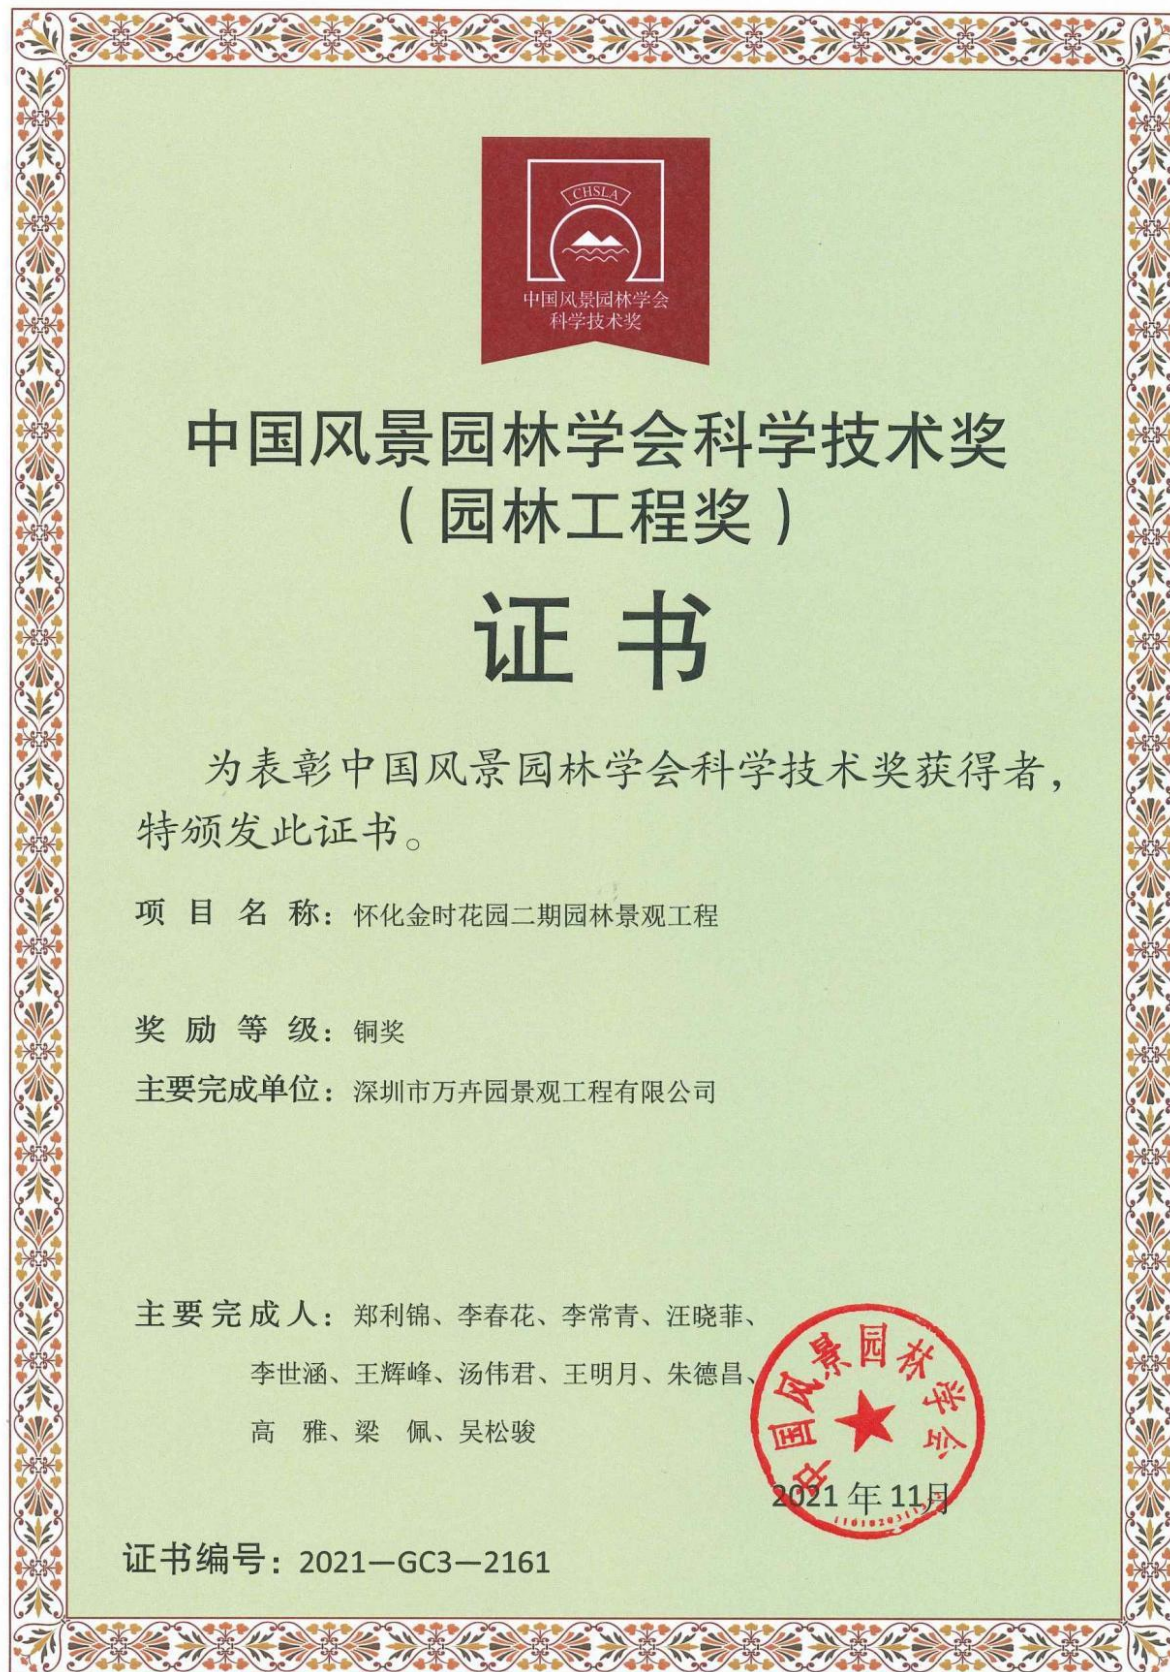 CHSLA
中国风景园林学会
科学技术奖
中国风景园林学会科学技术奖
（园林工程奖）
证书
为表彰中国风景园林学会科学技术奖获得者，
特颁发此证书。
项目名称：怀化金时花园二期园林景观工程
奖励等级：铜奖
主要完成单位：深圳市万卉园景观工程有限公司
主要完成人：郑利锦、李春花、李常青、汪晓菲、
李世涵、王辉峰、汤伟君、王明月、朱德昌、
高 雅、梁 佩、吴松骏
中国风景园林学会
2021 年 11月
证书编号：2021—GC3—2161